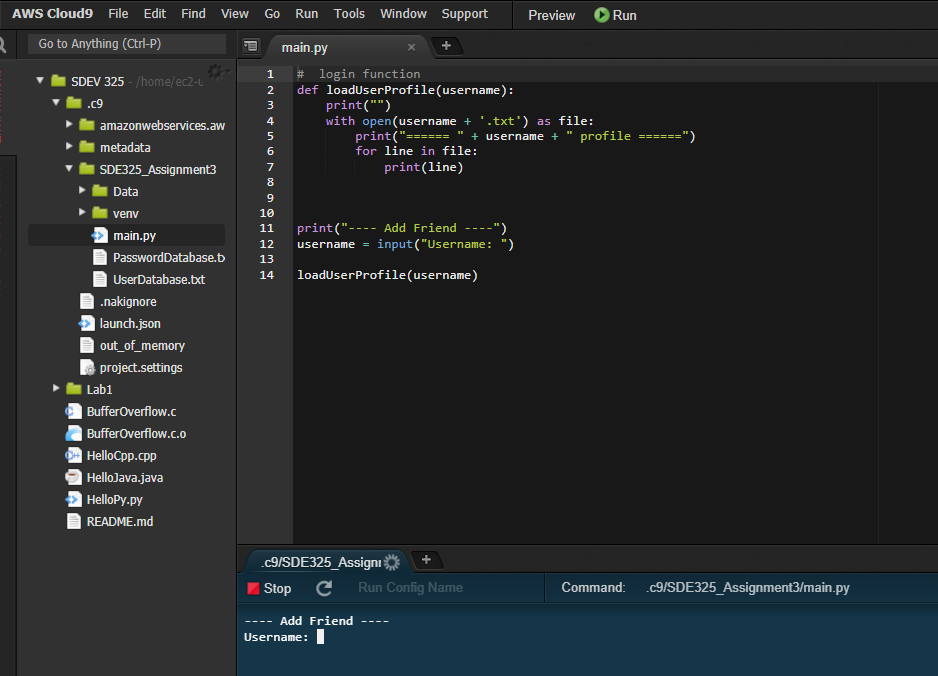 AWS Cloud9 File Edit Find View Go Run Tools Window Support Preview Run
Go to Anything (Ctrl-P)
main.py
SDEV 325 - /home/ec2-u
.c9
amazonwebservices.aw
metadata
SDE325_Assignment3
Data
venv
main.py
PasswordDatabase.tx
UserDatabase.txt
.nakignore
launch.json
out_of_memory
project.settings
Lab1
BufferOverflow.c
BufferOverflow.c.o
HelloCpp.cpp
HelloJava.java
HelloPy.py
README.md
1 #  login function
2 def loadUserProfile(username):
3     print("")
4     with open(username + '.txt') as file:
5         print("====== " + username + " profile ======")
6         for line in file:
7             print(line)
8
9
10
11 print("---- Add Friend ----")
12 username = input("Username: ")
13
14 loadUserProfile(username)
.c9/SDE325_Assignm
Stop Run Config Name Command: .c9/SDE325_Assignment3/main.py
---- Add Friend ----
Username: